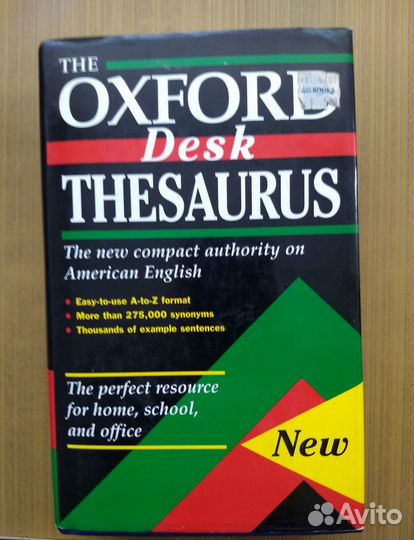 THE
OXFORD
Desk
THESAURUS
The new compact authority on
American English
Easy-to-use A-to-Z format
More than 275,000 synonyms
Thousands of example sentences
The perfect resource
for home, school,
and office
New
Avito